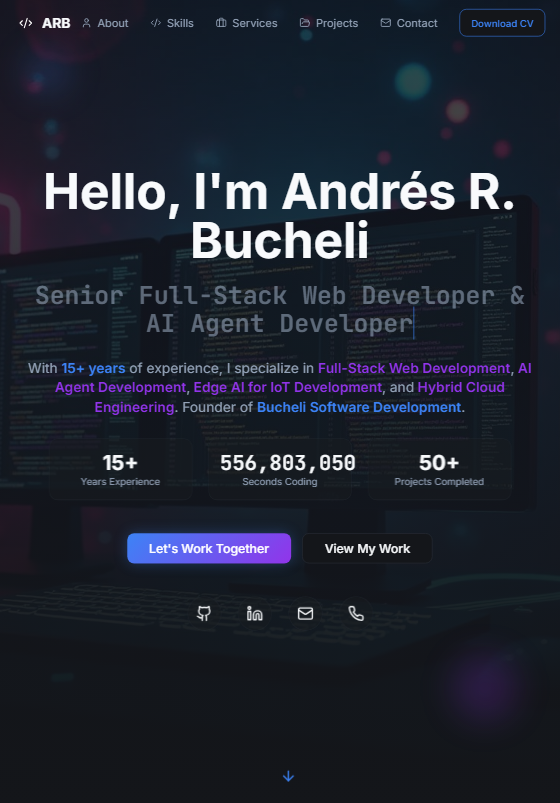 </> ARB About </> Skills Services Projects Contact Download CV
Hello, I'm Andrés R.
Bucheli
Senior Full-Stack Web Developer &
AI Agent Developer
With 15+ years of experience, I specialize in Full-Stack Web Development, AI
Agent Development, Edge AI for IoT Development, and Hybrid Cloud
Engineering. Founder of Bucheli Software Development.
15+ 556,803,050 50+
Years Experience Seconds Coding Projects Completed
Let's Work Together View My Work